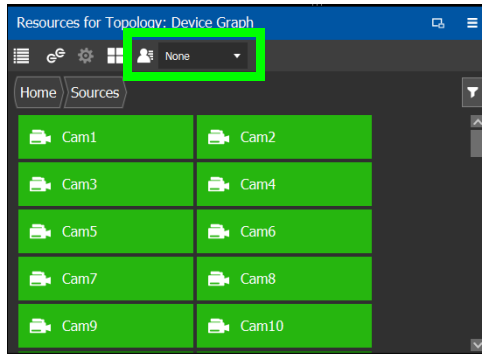 Resources for Topology: Device Graph
None
Home Sources
Cam1 Cam2
Cam3 Cam4
Cam5 Cam6
Cam7 Cam8
Cam9 Cam10